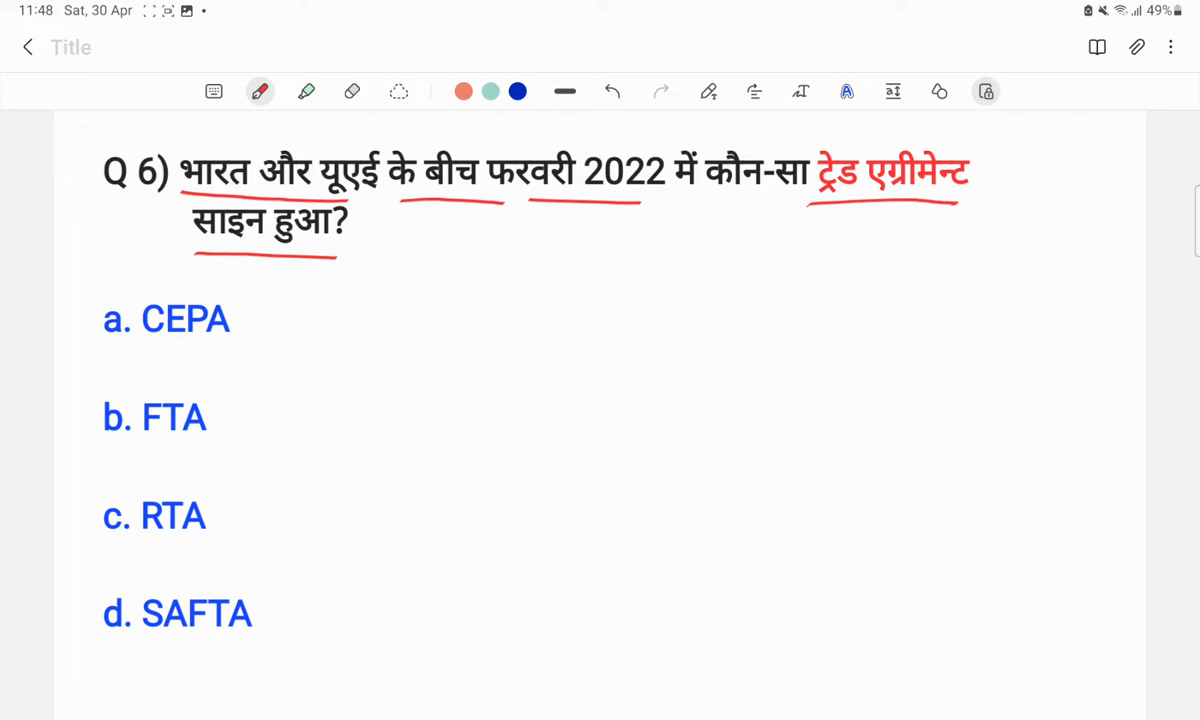 11:48 Sat, 30 Apr 49%
Title
Q 6) भारत और यूएई के बीच फरवरी 2022 में कौन-सा ट्रेड एग्रीमेन्ट
साइन हुआ?
a. CEPA
b. FTA
c. RTA
d. SAFTA